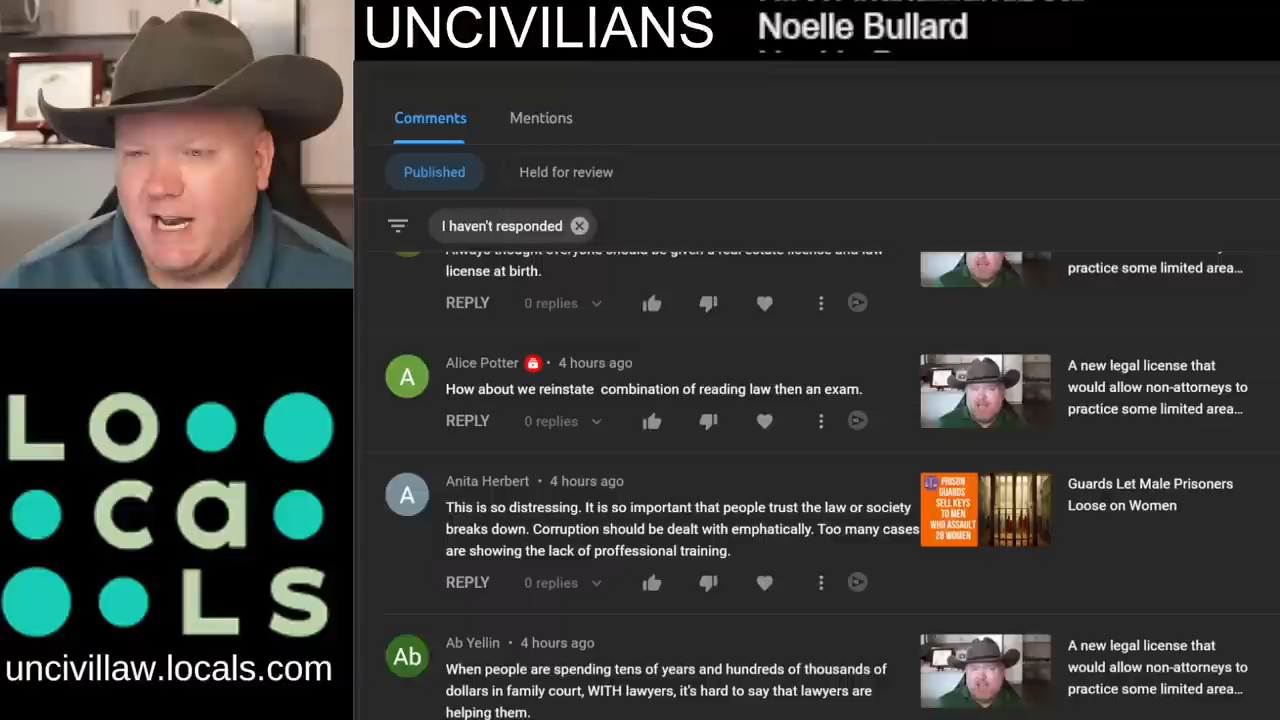 UNCIVILIANS
Noelle Bullard
Comments
Mentions
Published
Held for review
I haven't responded
license at birth.
practice some limited area...
REPLY
0 replies
Alice Potter • 4 hours ago
How about we reinstate combination of reading law then an exam.
REPLY
0 replies
A
A new legal license that
would allow non-attorneys to
practice some limited area...
Anita Herbert • 4 hours ago
This is so distressing. It is so important that people trust the law or society
breaks down. Corruption should be dealt with emphatically. Too many cases
are showing the lack of proffessional training.
REPLY
0 replies
A
PRISON
GUARDS
SELL KEYS
TO MEN
WHO ASSAULT
28 WOMEN
Guards Let Male Prisoners
Loose on Women
Ab Yellin • 4 hours ago
When people are spending tens of years and hundreds of thousands of
dollars in family court, WITH lawyers, it's hard to say that lawyers are
helping them.
Ab
A new legal license that
would allow non-attorneys to
practice some limited area...
LO
ca
LS
uncivillaw.locals.com